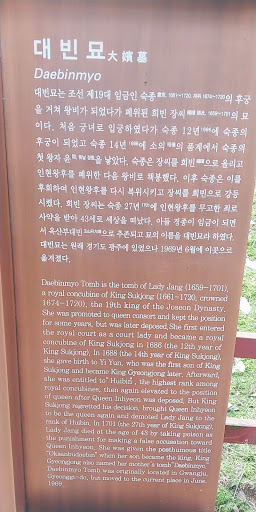 대빈묘大嬪墓
Daebinmyo
대빈묘는 조선 제19대 임금인 숙종 1661~1720, 재위 1674~1720의 후궁
을 거쳐 왕비가 되었다가 폐위된 희빈 장씨 1659~1701의 묘
이다. 처음 궁녀로 입궁하였다가 숙종 12년1686에 숙종의
후궁이 되었고 숙종 14년1688에 소의의 품계에서 숙종의
첫 왕자 윤을 낳았다. 숙종은 장씨를 희빈으로 올리고
인현왕후를 폐위한 다음 왕비로 책봉했다. 이후 숙종은 이를
후회하여 인현왕후를 다시 복위시키고 장씨를 희빈으로 강등
시켰다. 희빈 장씨는 숙종 27년1701에 인현왕후를 무고한 죄로
사약을 받아 43세로 세상을 떠났다. 아들 경종이 임금이 되면
서 옥산부대빈으로 추존되고 묘의 이름을 대빈묘라 하였다.
대빈묘는 원래 경기도 광주에 있었으나 1969년 6월에 이곳으로
옮겨졌다.
Daebinmyo Tomb is the tomb of Lady Jang (1659~1701),
a royal concubine of King Sukjong (1661~1720, crowned
1674~1720), the 19th king of the Joseon Dynasty.
She was promoted to queen consort and kept the position
for some years, but was later deposed. She first entered
the royal court as a court lady and became a royal
concubine of King Sukjong in 1686 (the 12th year of
King Sukjong). In 1688 (the 14th year of King Sukjong),
she gave birth to Yi Yun, who was the first son of King
Sukjong and became King Gyeongjong later. Afterward,
she was entitled to "Huibin", the highest rank among
royal concubines, then again elevated to the position
of queen after Queen Inhyeon was deposed. But King
Sukjong regretted his decision, brought Queen Inhyeon
to be the queen again and demoted Lady Jang to the
rank of Huibin. In 1701 (the 27th year of King Sukjong),
Lady Jang died at the age of 43 by taking poison as
the punishment for making a false accusation toward
Queen Inhyeon. She was given the posthumous title
"Oksanbudaebin" when her son became the king. King
Gyeongjong also named her mother's tomb "Daebinmyo."
Daebinmyo Tomb was originally located in Gwangju,
Gyeonggi-do, but moved to the current place in June,
1969.